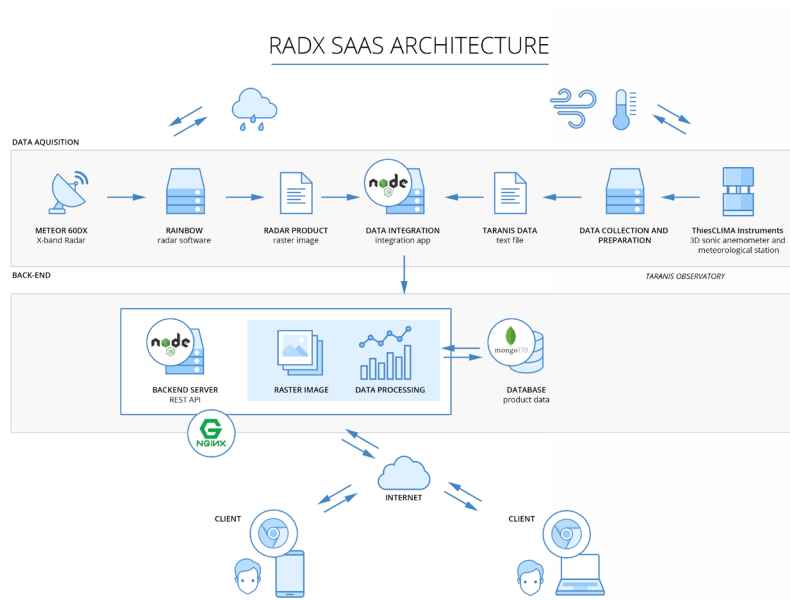 RADX SAAS ARCHITECTURE
DATA AQUISITION
node
JS
METEOR 60DX
X-band Radar
RAINBOW
radar software
RADAR PRODUCT
raster image
DATA INTEGRATION
integration app
TARANIS DATA
text file
DATA COLLECTION AND
PREPARATION
ThiesCLIMA Instruments
3D sonic anemometer and
meteorological station
BACK-END
TARANIS OBSERVATORY
node
JS
mongoDB
BACKEND SERVER
REST API
RASTER IMAGE
DATA PROCESSING
DATABASE
product data
G
NGINX
INTERNET
CLIENT
CLIENT